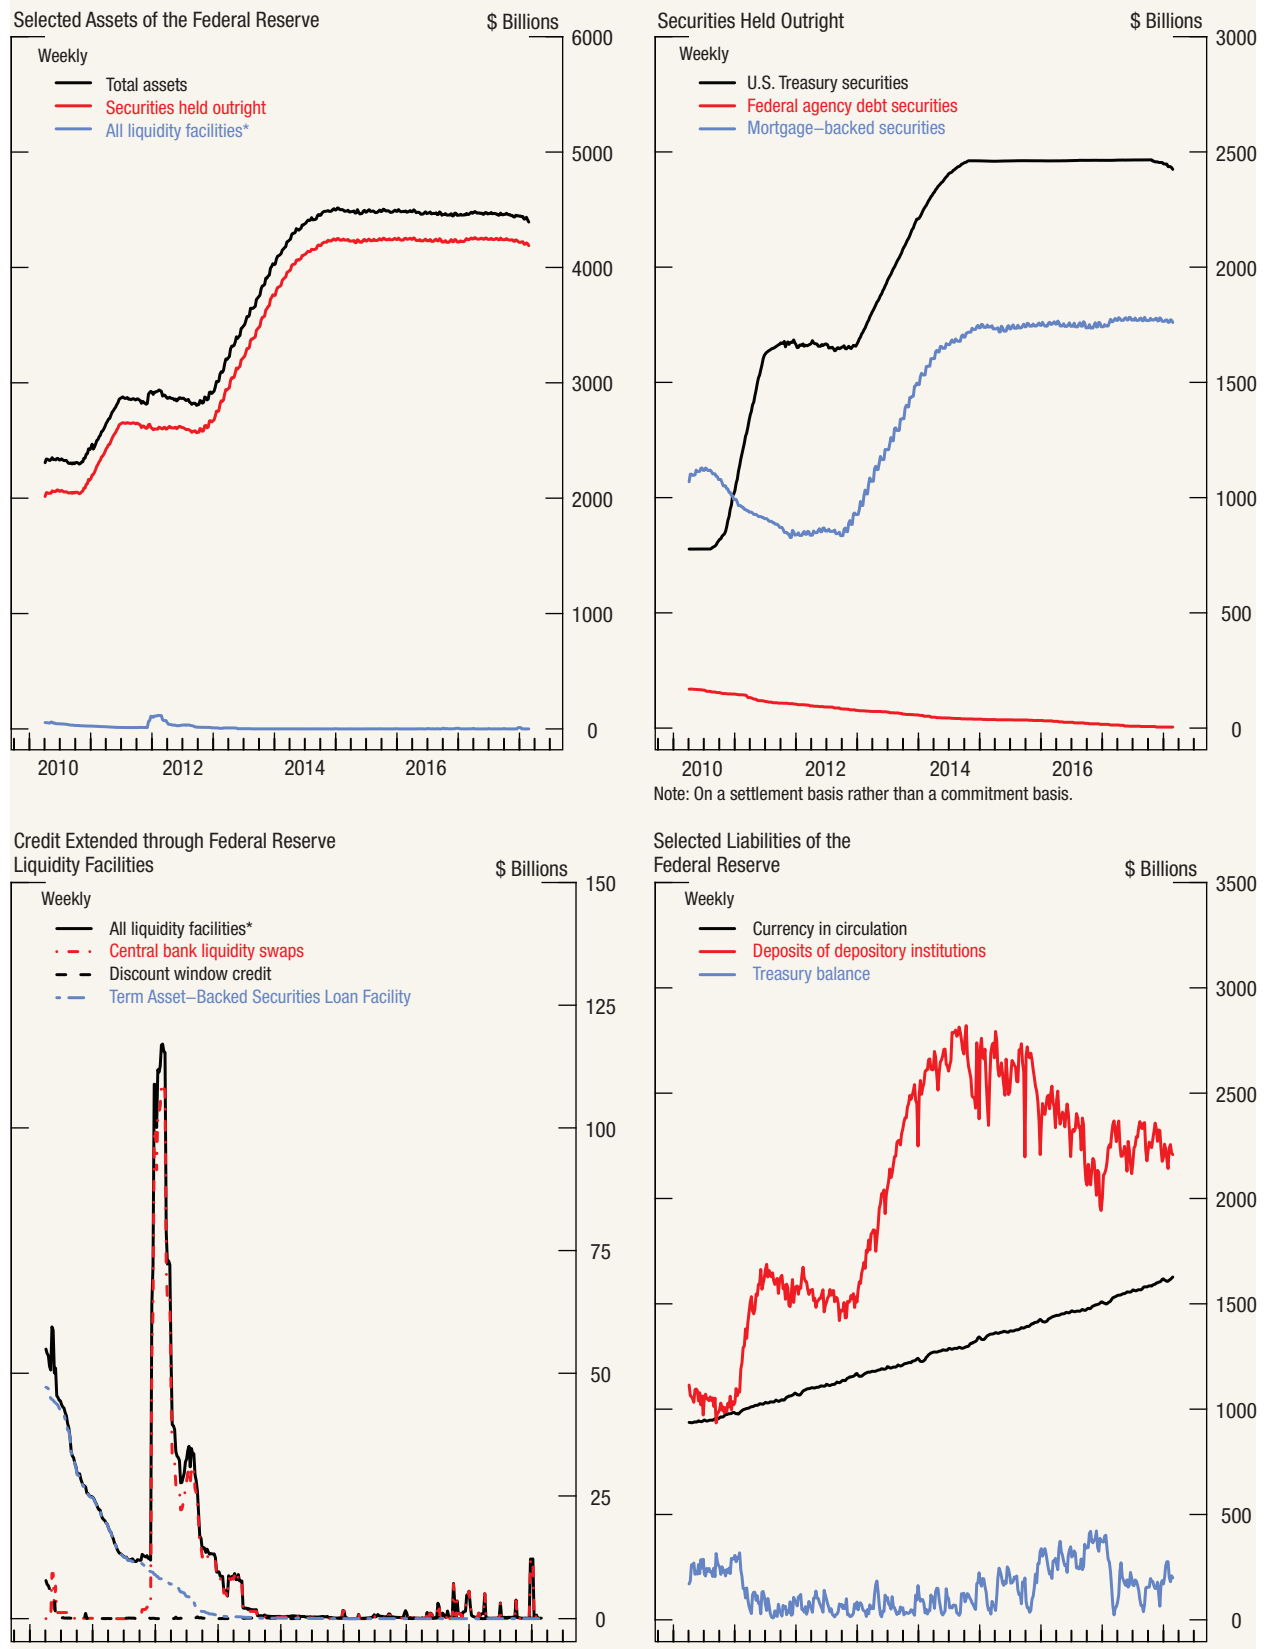 Selected Assets of the Federal Reserve
$ Billions
Weekly
Total assets
Securities held outright
All liquidity facilities*
6000
5000
4000
3000
2000
1000
0
2010 2012 2014 2016
Securities Held Outright
$ Billions
Weekly
U.S. Treasury securities
Federal agency debt securities
Mortgage–backed securities
3000
2500
2000
1500
1000
500
0
2010 2012 2014 2016
Note: On a settlement basis rather than a commitment basis.
Credit Extended through Federal Reserve
Liquidity Facilities
$ Billions
Weekly
All liquidity facilities*
Central bank liquidity swaps
Discount window credit
Term Asset–Backed Securities Loan Facility
150
125
100
75
50
25
0
Selected Liabilities of the
Federal Reserve
$ Billions
Weekly
Currency in circulation
Deposits of depository institutions
Treasury balance
3500
3000
2500
2000
1500
1000
500
0